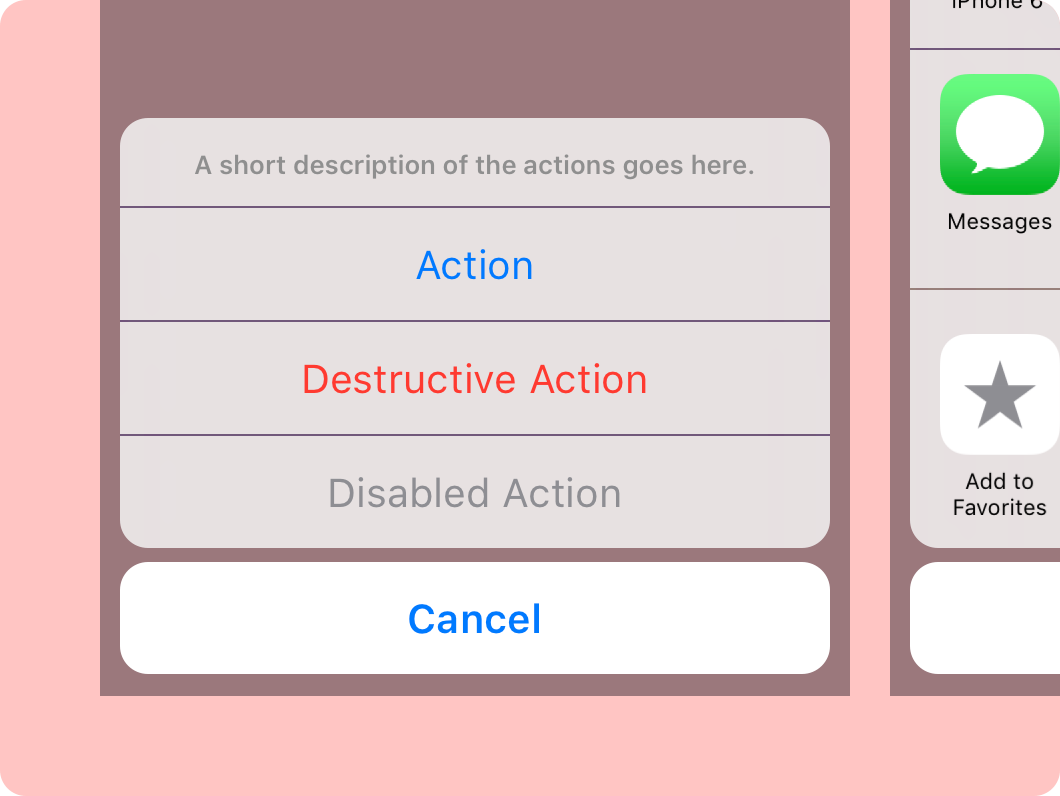 A short description of the actions goes here.
Action
Destructive Action
Disabled Action
Cancel
iPhone 6
Messages
Add to
Favorites